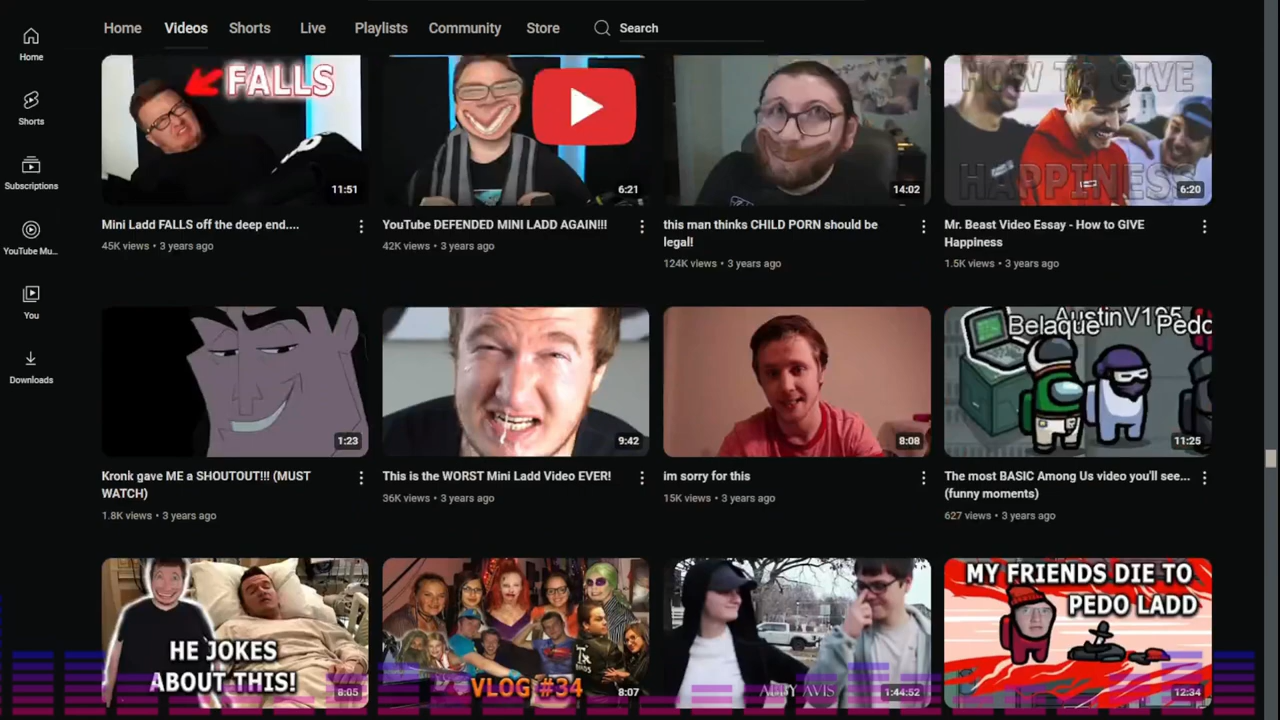 Home
Videos
Shorts
Live
Playlists
Community
Store
Search
Home
Shorts
Subscriptions
YouTube Mu...
You
Downloads
FALLS
11:51
6:21
14:02
HOW TO GIVE
HAPPINESS
6:20
Mini Ladd FALLS off the deep end....
45K views • 3 years ago
YouTube DEFENDED MINI LADD AGAIN!!!
42K views • 3 years ago
this man thinks CHILD PORN should be
legal!
124K views • 3 years ago
Mr. Beast Video Essay - How to GIVE
Happiness
1.5K views • 3 years ago
1:23
9:42
8:08
Belaque
AustinV195
Pedo
11:25
Kronk gave ME a SHOUTOUT!!! (MUST
WATCH)
1.8K views • 3 years ago
This is the WORST Mini Ladd Video EVER!
36K views • 3 years ago
im sorry for this
15K views • 3 years ago
The most BASIC Among Us video you'll see...
(funny moments)
627 views • 3 years ago
HE JOKES
ABOUT THIS!
8:05
VLOG #34
8:07
ABBY AVIS
1:44:52
MY FRIENDS DIE TO
PEDO LADD
12:34